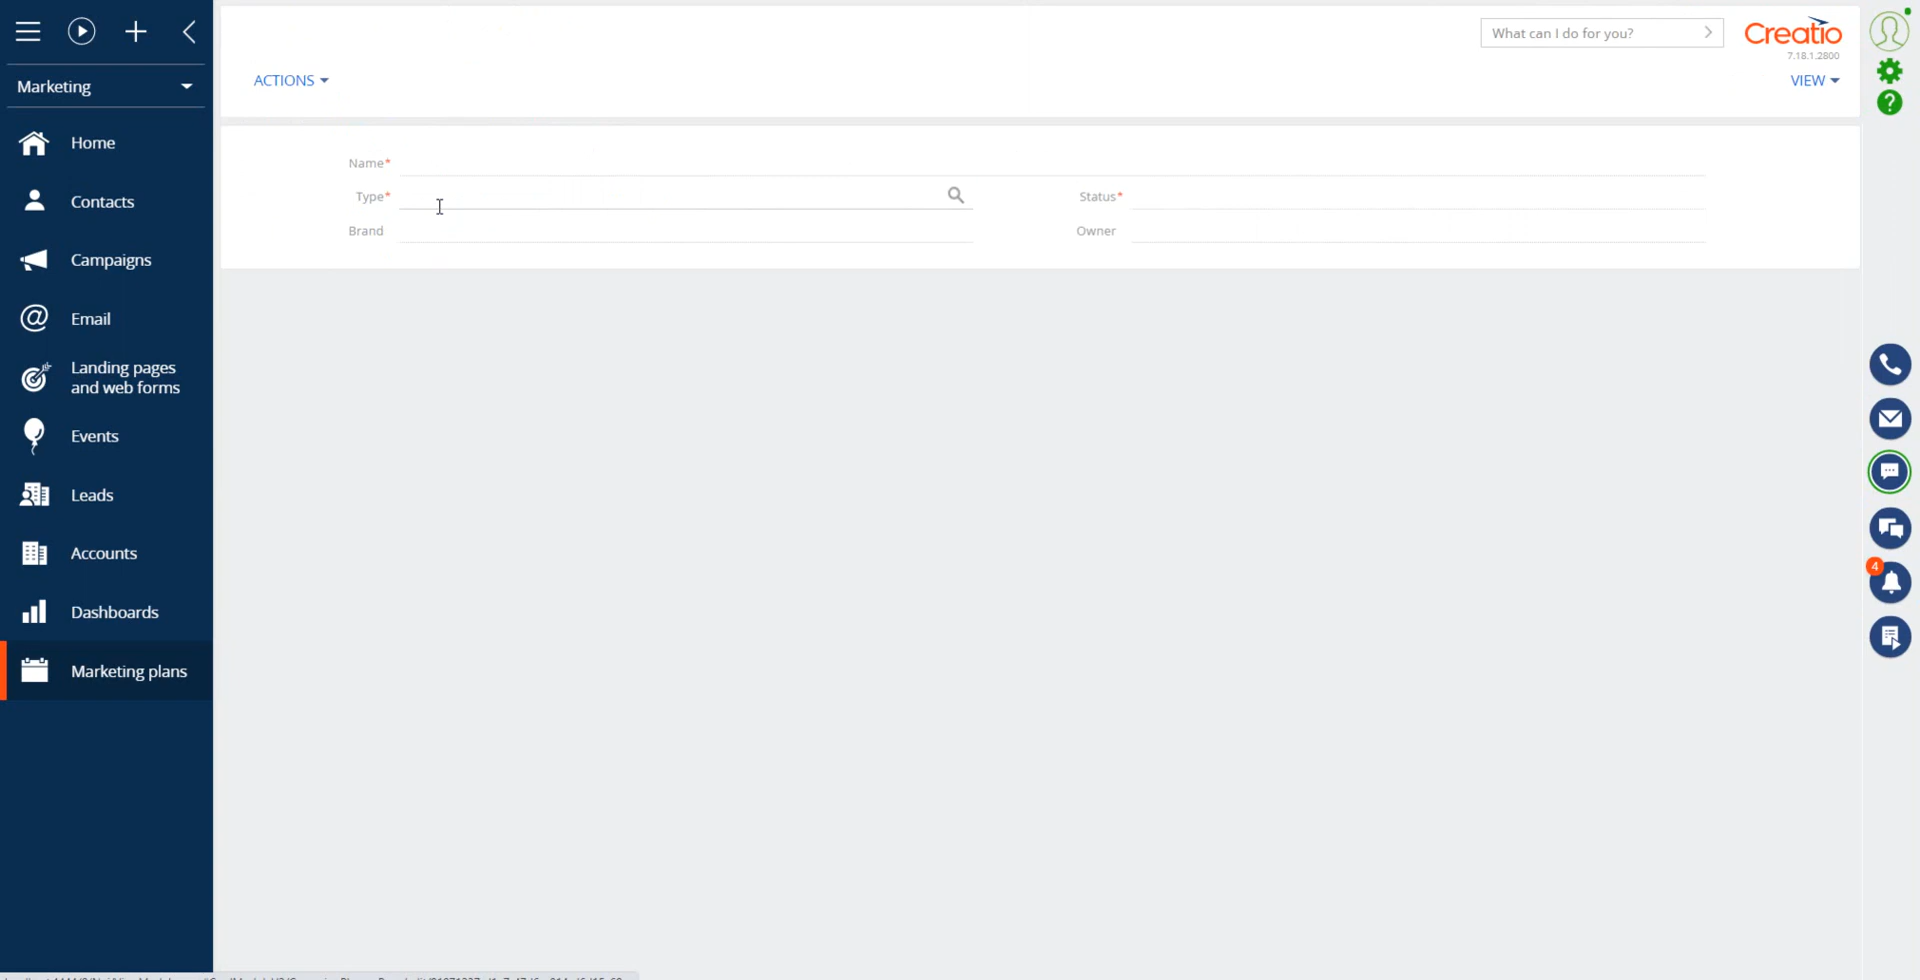 What can I do for you?
Creatio
7.18.1.2800
ACTIONS
VIEW
Marketing
Home
Contacts
Campaigns
Email
Landing pages
and web forms
Events
Leads
Accounts
Dashboards
Marketing plans
Name*
Type*
Status*
Brand
Owner
?
4